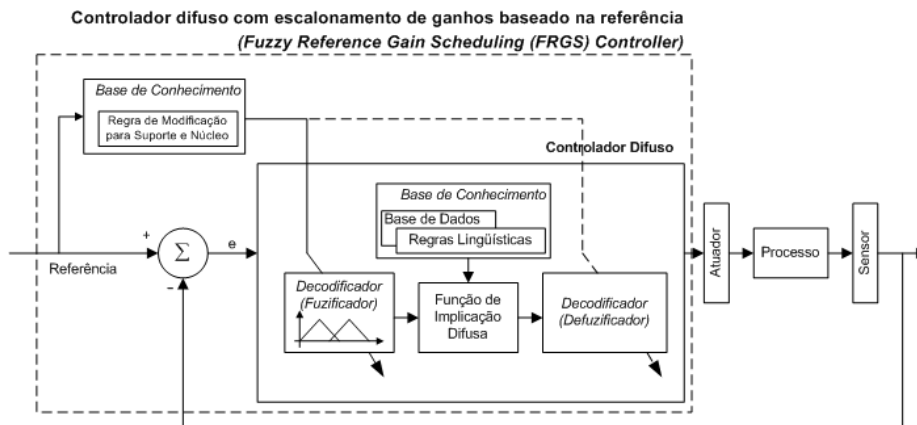 Controlador difuso com escalonamento de ganhos baseado na referência
(Fuzzy Reference Gain Scheduling (FRGS) Controller)
Base de Conhecimento
Regra de Modificação
para Suporte e Núcleo
Controlador Difuso
Base de Conhecimento
Base de Dados
Regras Lingüísticas
+
Σ
e
Referência
−
Decodificador
(Fuzificador)
Função de
Implicação
Difusa
Decodificador
(Defuzificador)
Atuador
Processo
Sensor